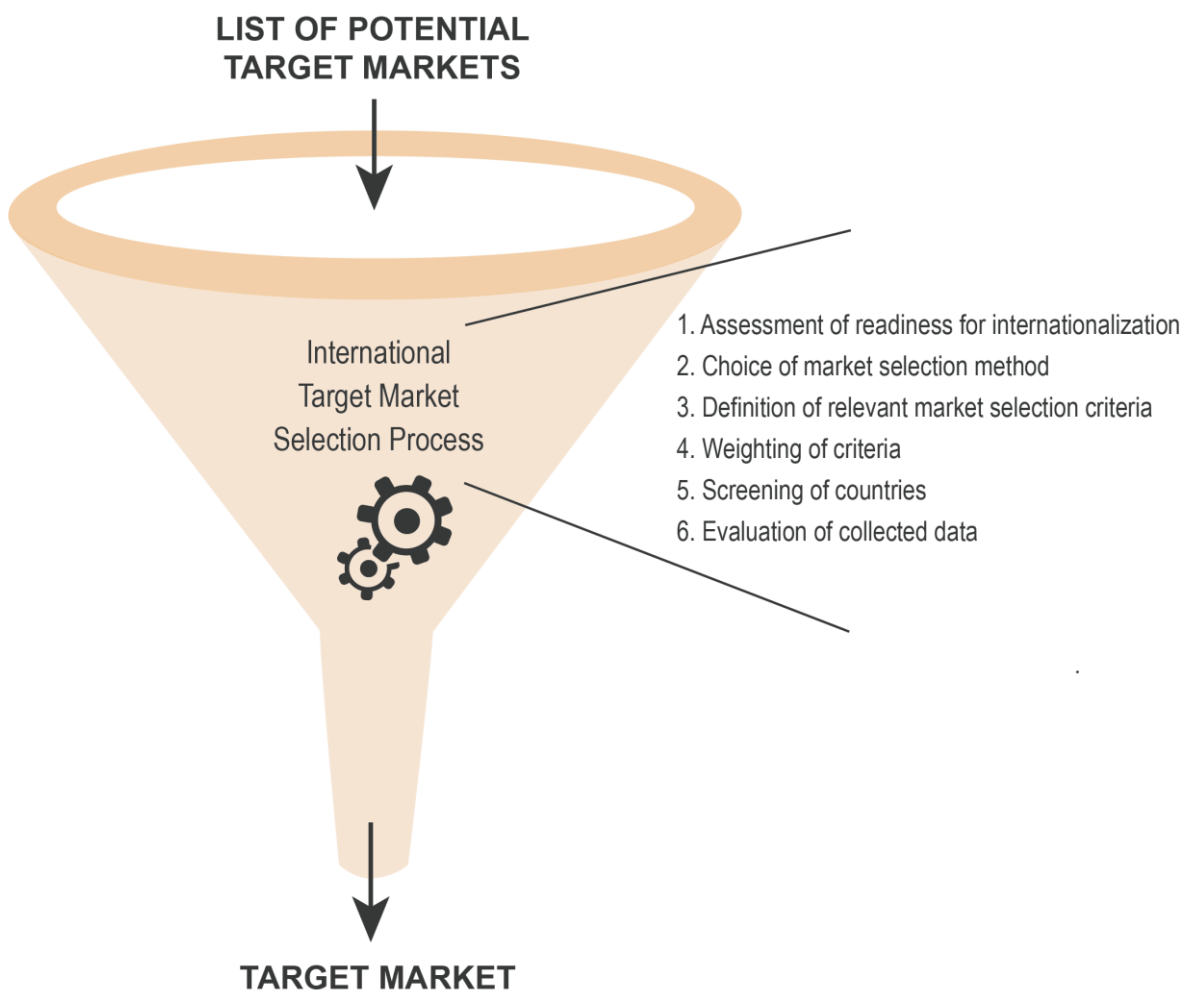 LIST OF POTENTIAL
TARGET MARKETS
International
Target Market
Selection Process
1. Assessment of readiness for internationalization
2. Choice of market selection method
3. Definition of relevant market selection criteria
4. Weighting of criteria
5. Screening of countries
6. Evaluation of collected data
.
TARGET MARKET